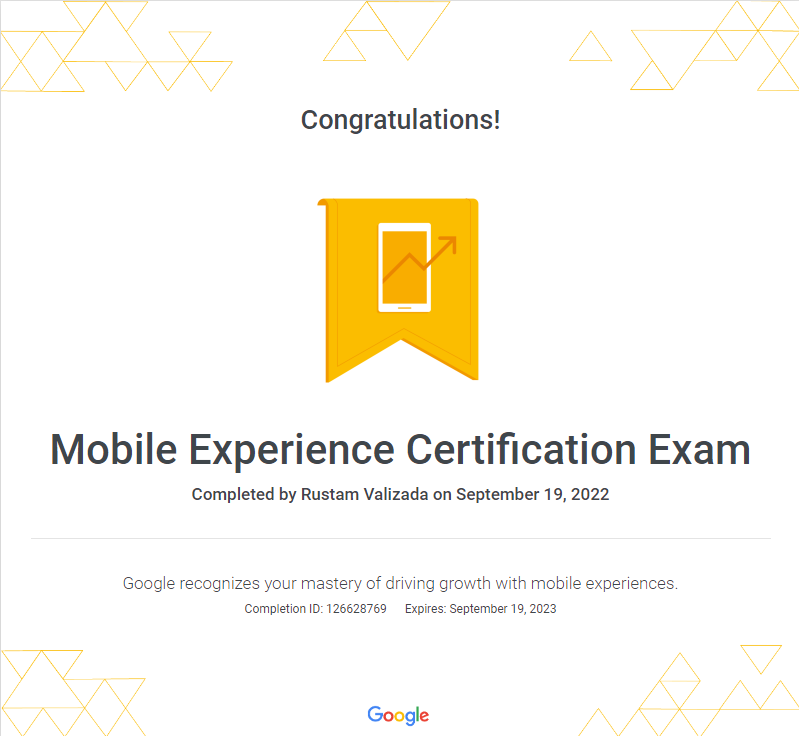 Congratulations!
Mobile Experience Certification Exam
Completed by Rustam Valizada on September 19, 2022
Google recognizes your mastery of driving growth with mobile experiences.
Completion ID: 126628769 Expires: September 19, 2023
Google